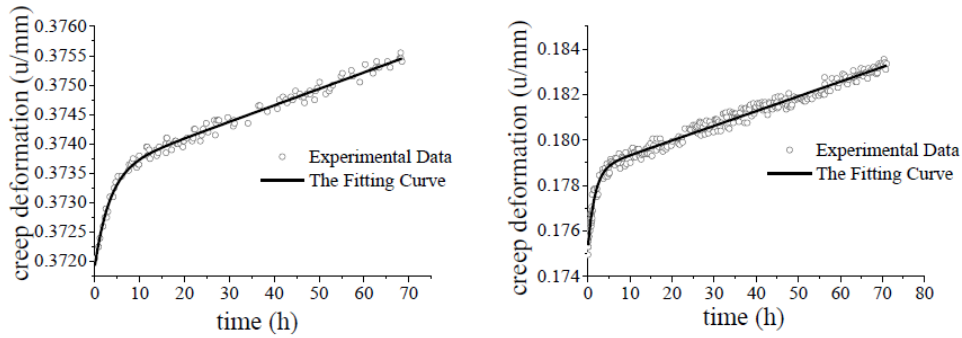 creep deformation (u/mm)
0.3760
0.3755
0.3750
0.3745
0.3740
0.3735
0.3730
0.3725
0.3720
Experimental Data
The Fitting Curve
0 10 20 30 40 50 60 70
time (h)
creep deformation (u/mm)
0.184
0.182
0.180
0.178
0.176
0.174
Experimental Data
The Fitting Curve
0 10 20 30 40 50 60 70 80
time (h)